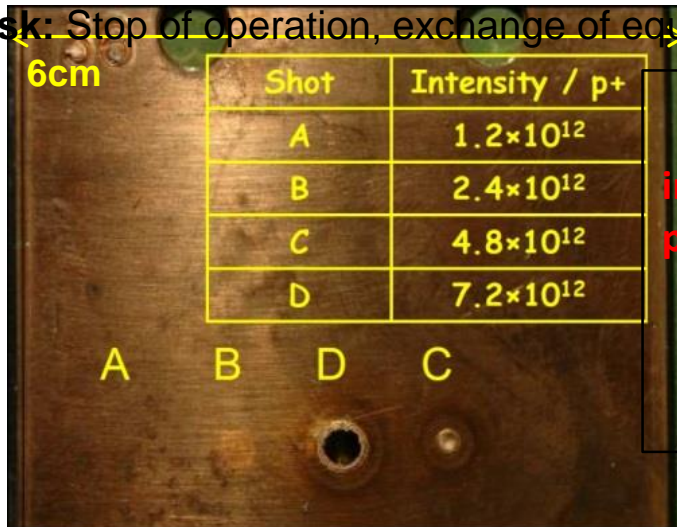 sk: Stop of operation, exchange of equ
6cm
Shot Intensity / p+
A 1.2×10¹²
B 2.4×10¹²
C 4.8×10¹²
D 7.2×10¹²
A B D C